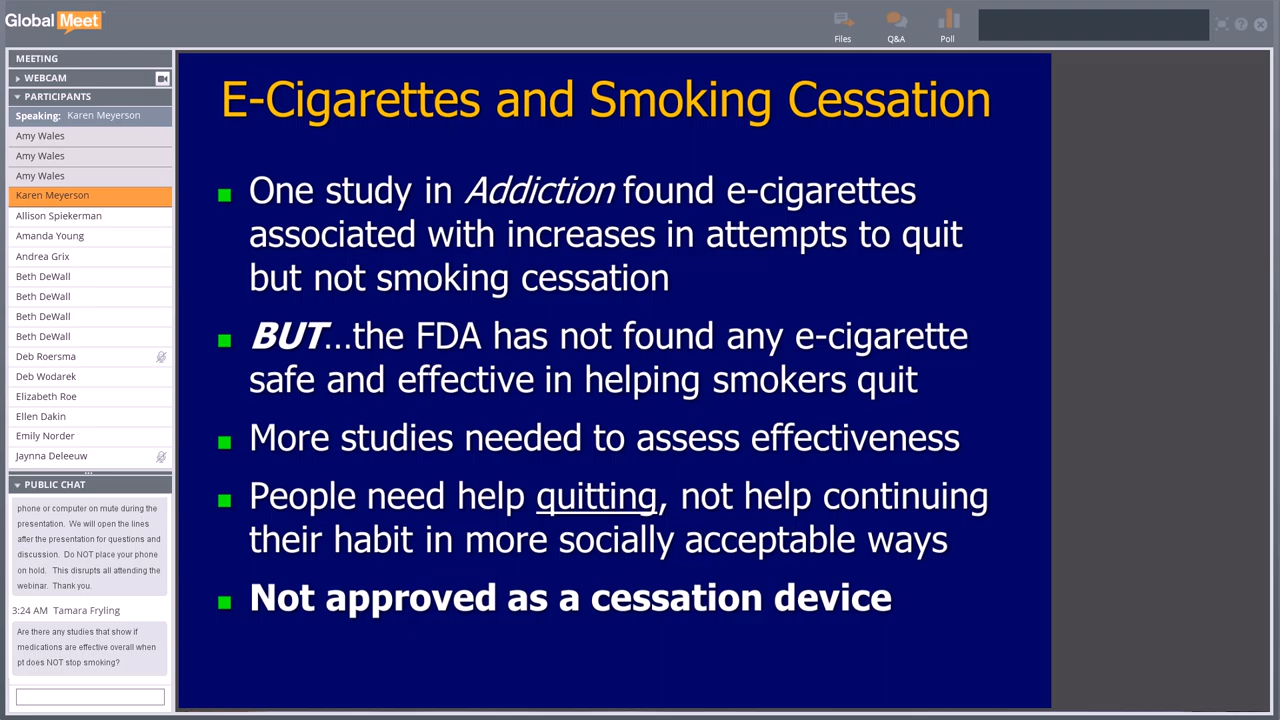 Global Meet
Files
Q&A
Poll
MEETING
WEBCAM
PARTICIPANTS
Speaking: Karen Meyerson
Amy Wales
Amy Wales
Amy Wales
Karen Meyerson
Allison Spiekerman
Amanda Young
Andrea Grix
Beth DeWall
Beth DeWall
Beth DeWall
Beth DeWall
Deb Roersma
Deb Wodarek
Elizabeth Roe
Ellen Dakin
Emily Norder
Jaynna Deleeuw
PUBLIC CHAT
phone or computer on mute during the
presentation. We will open the lines
after the presentation for questions and
discussion. Do NOT place your phone
on hold. This disrupts all attending the
webinar. Thank you.
3:24 AM Tamara Fryling
Are there any studies that show if
medications are effective overall when
pt does NOT stop smoking?
E-Cigarettes and Smoking Cessation
One study in Addiction found e-cigarettes
associated with increases in attempts to quit
but not smoking cessation
BUT...the FDA has not found any e-cigarette
safe and effective in helping smokers quit
More studies needed to assess effectiveness
People need help quitting, not help continuing
their habit in more socially acceptable ways
Not approved as a cessation device